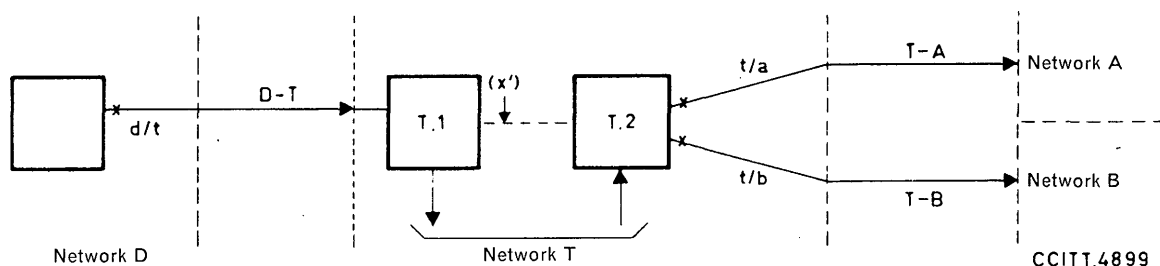 T-A
t/a
Network A
(x')
D-T
x
T.1
T.2
x
d/t
x
t/b
Network B
T-B
Network D
Network T
CCITT.4899